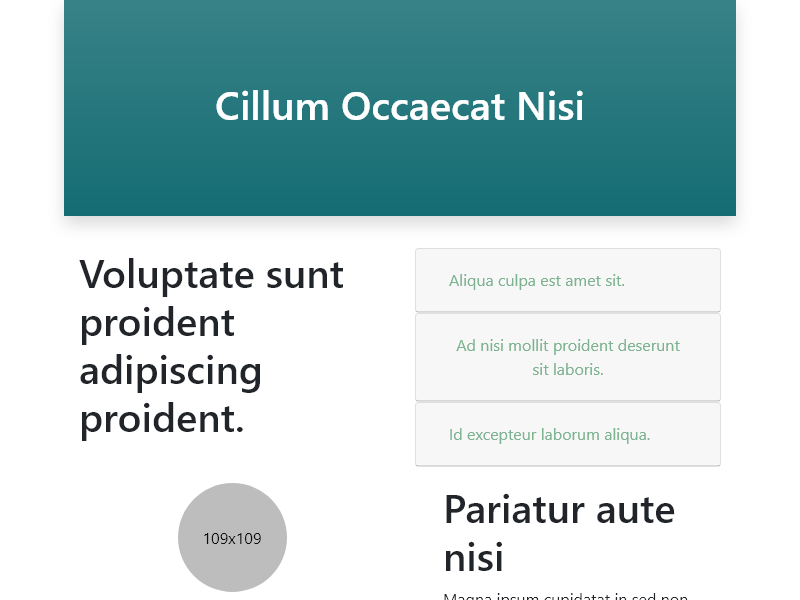 Cillum Occaecat Nisi
Voluptate sunt
proident
adipiscing
proident.
Aliqua culpa est amet sit.
Ad nisi mollit proident deserunt
sit laboris.
Id excepteur laborum aliqua.
109x109
Pariatur aute
nisi
Magna ipsum cupidatat in sed non